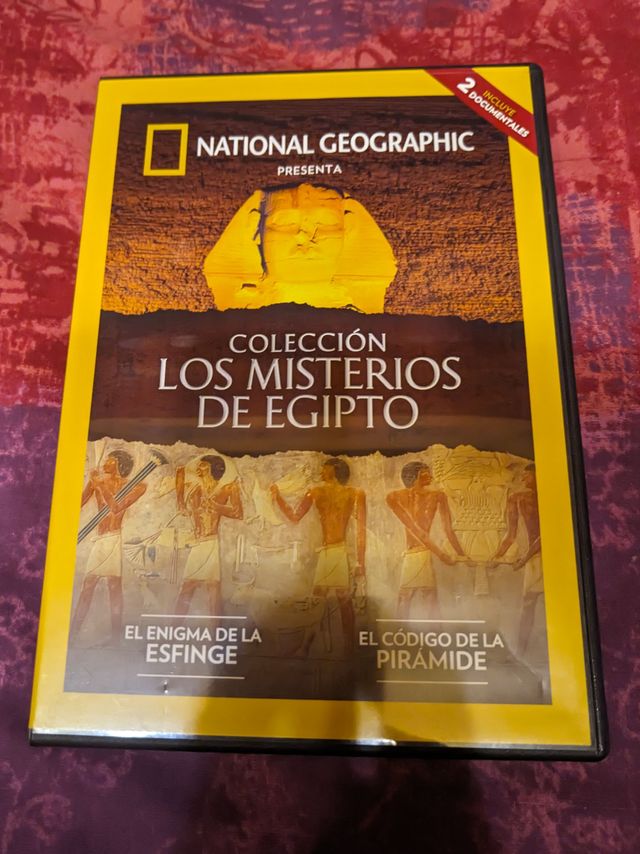 2 INCLUYE
DOCUMENTALES
NATIONAL GEOGRAPHIC
PRESENTA
COLECCIÓN
LOS MISTERIOS
DE EGIPTO
EL ENIGMA DE LA
ESFINGE
EL CÓDIGO DE LA
PIRÁMIDE